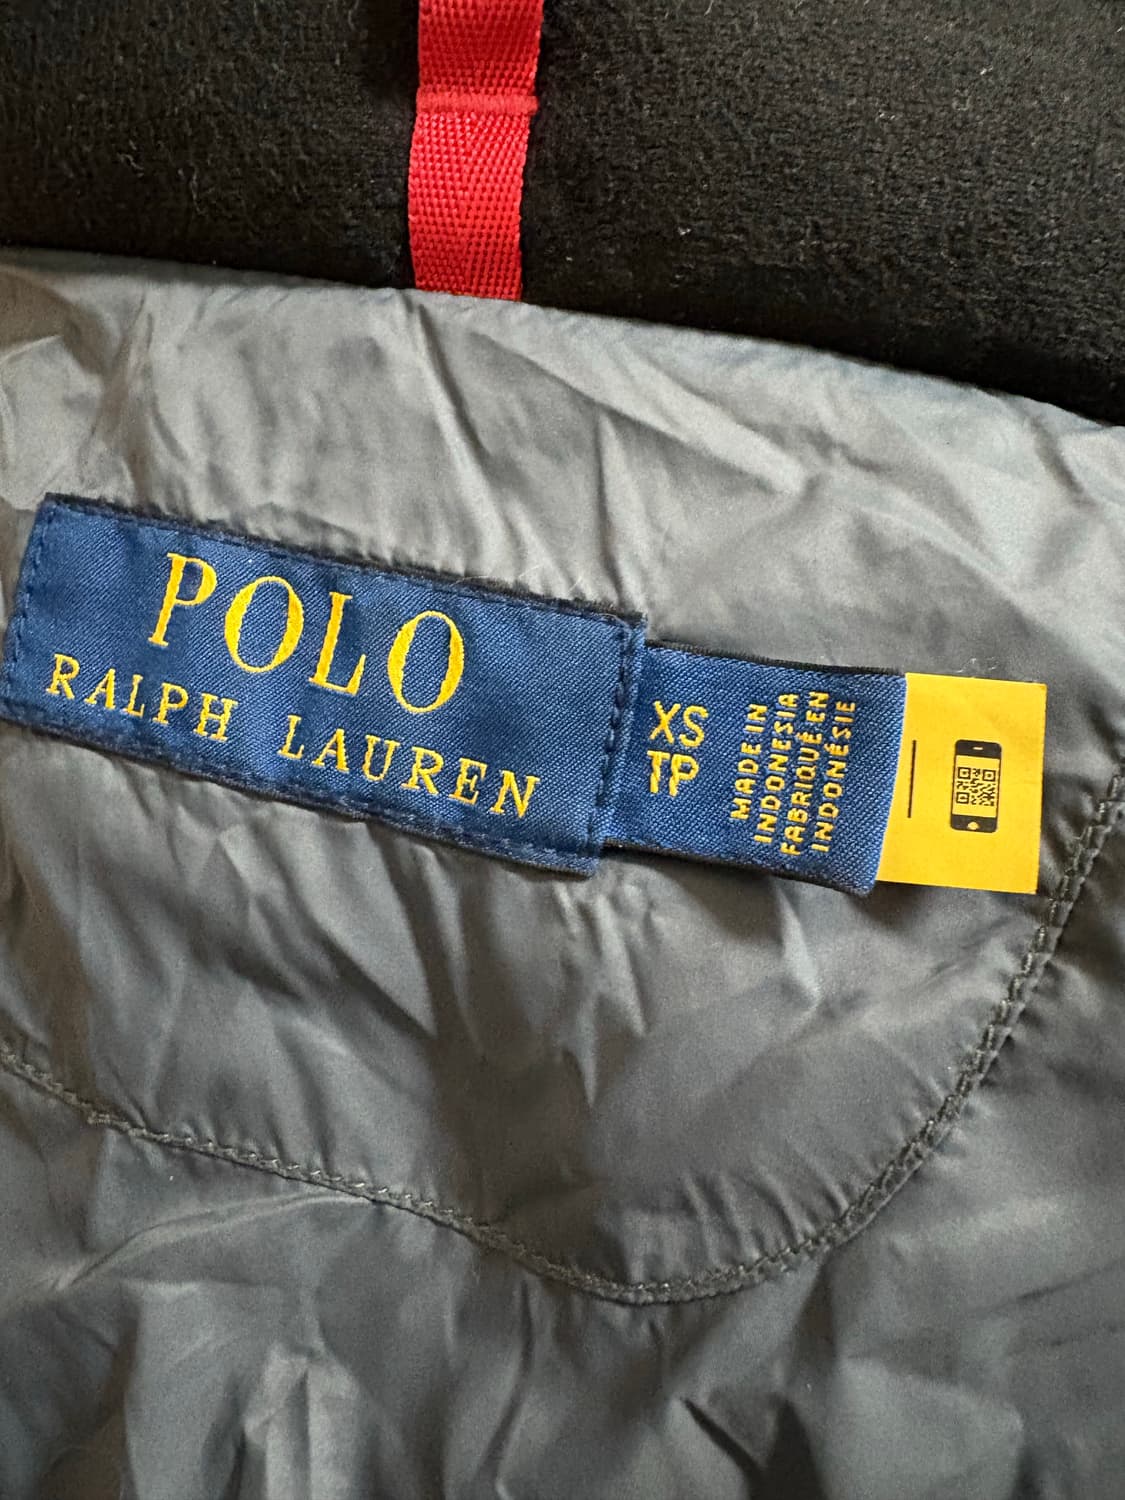 POLO
RALPH LAUREN
XS
TP
MADE IN
INDONESIA
FABRIQUÉ EN
INDONÉSIE